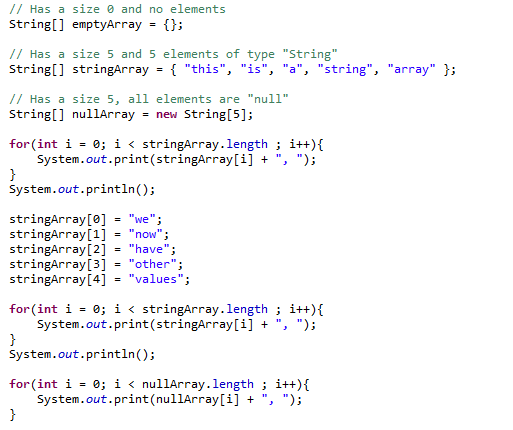 // Has a size 0 and no elements
String[] emptyArray = {};

// Has a size 5 and 5 elements of type "String"
String[] stringArray = { "this", "is", "a", "string", "array" };

// Has a size 5, all elements are "null"
String[] nullArray = new String[5];

for(int i = 0; i < stringArray.length ; i++){
    System.out.print(stringArray[i] + ", ");
}
System.out.println();

stringArray[0] = "we";
stringArray[1] = "now";
stringArray[2] = "have";
stringArray[3] = "other";
stringArray[4] = "values";

for(int i = 0; i < stringArray.length ; i++){
    System.out.print(stringArray[i] + ", ");
}
System.out.println();

for(int i = 0; i < nullArray.length ; i++){
    System.out.print(nullArray[i] + ", ");
}